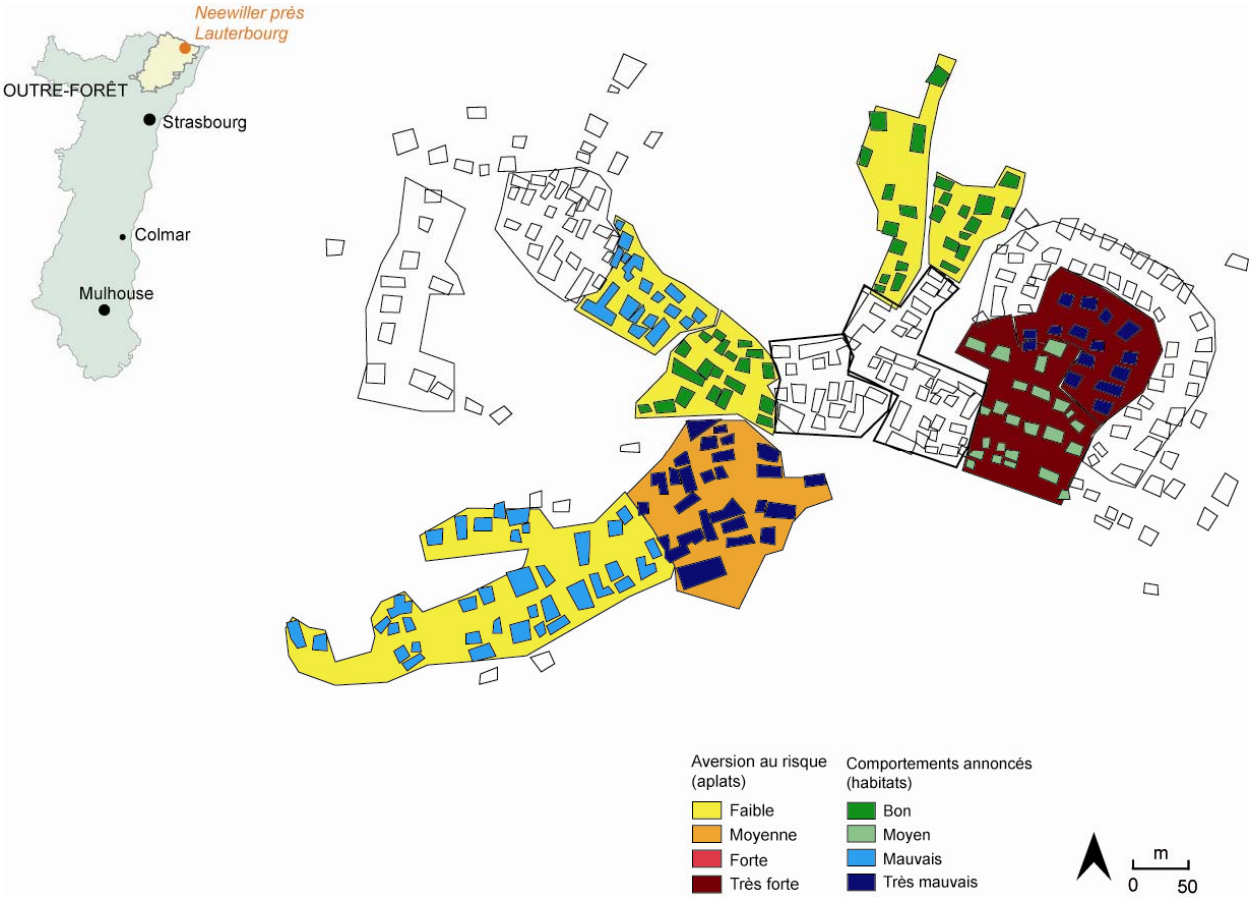 Neewiller près
Lauterbourg
OUTRE-FORÊT
Strasbourg
Colmar
Mulhouse
Aversion au risque
(aplats)
Faible
Moyenne
Forte
Très forte
Comportements annoncés
(habitats)
Bon
Moyen
Mauvais
Très mauvais
m
0 50